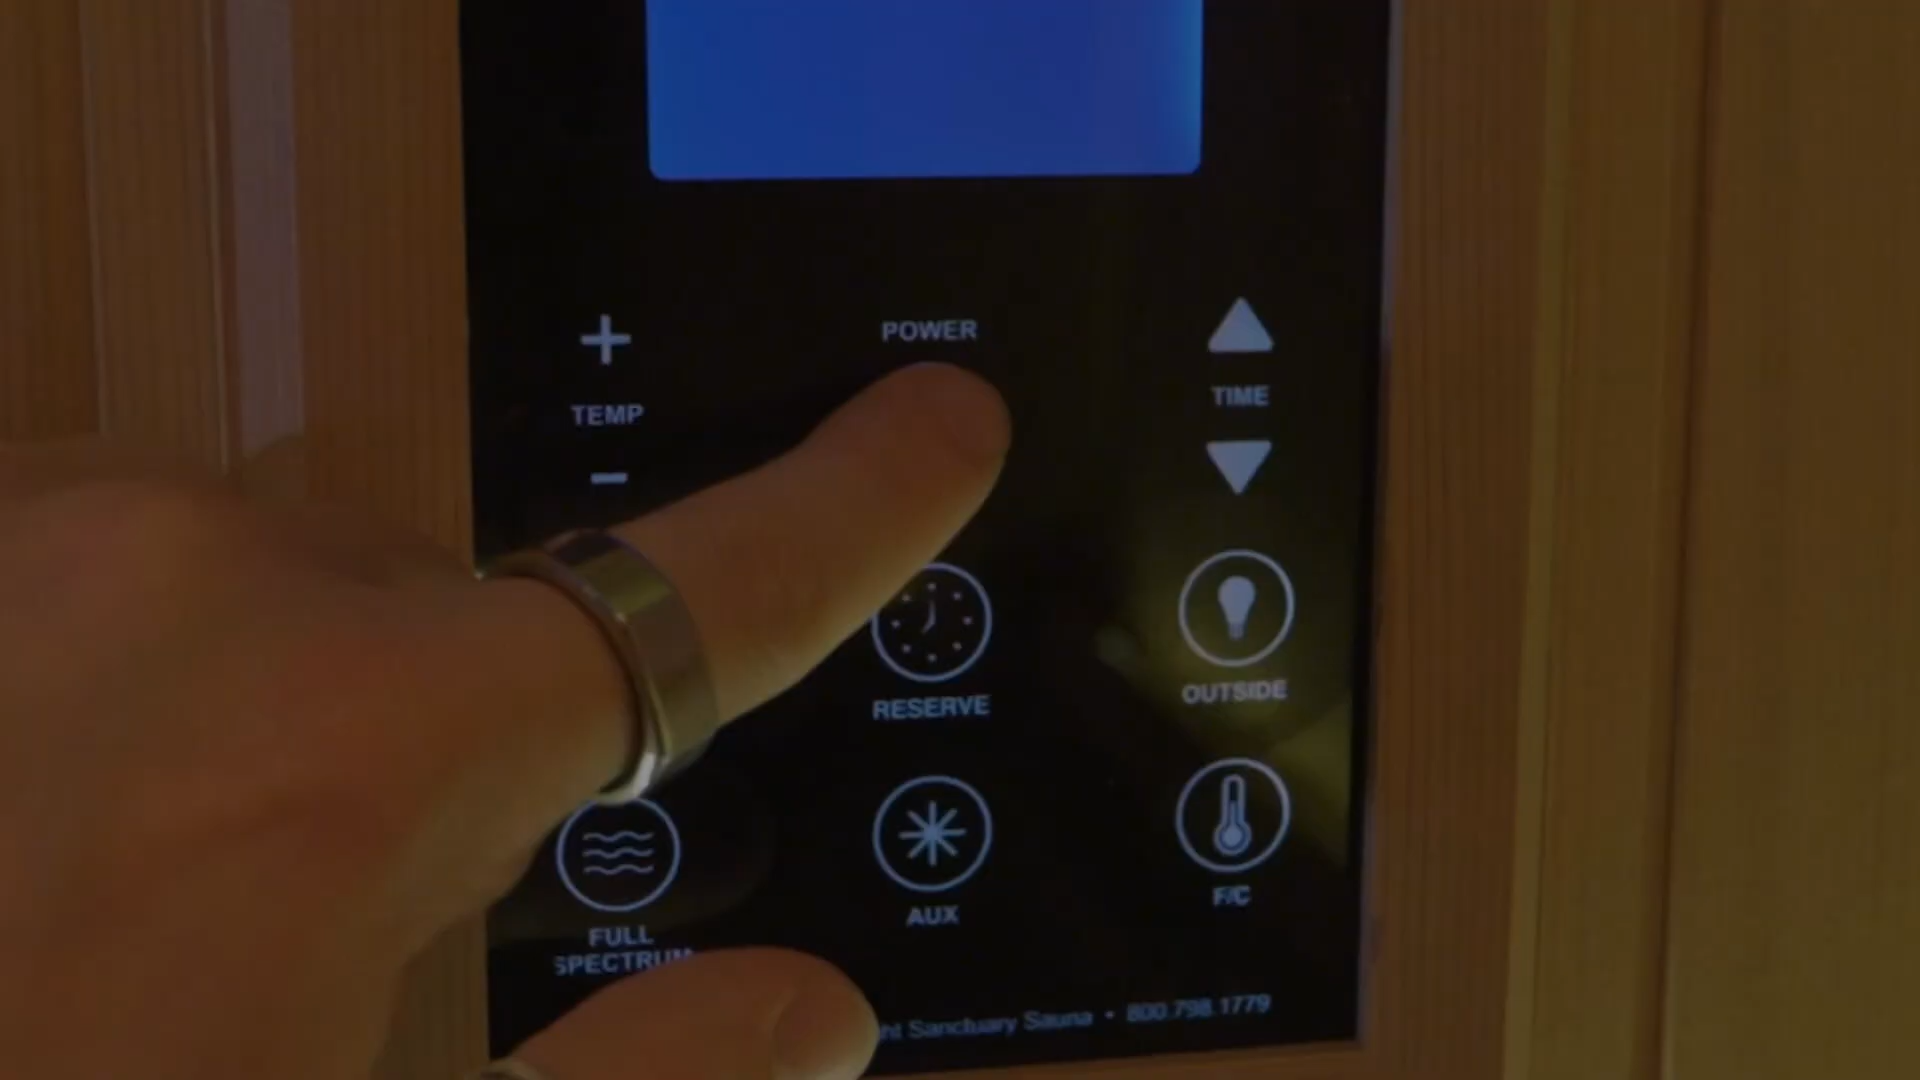 POWER
TEMP
TIME
RESERVE
OUTSIDE
FULL
SPECTRUM
AUX
F/C
Sanctuary Sauna • 800.798.1779